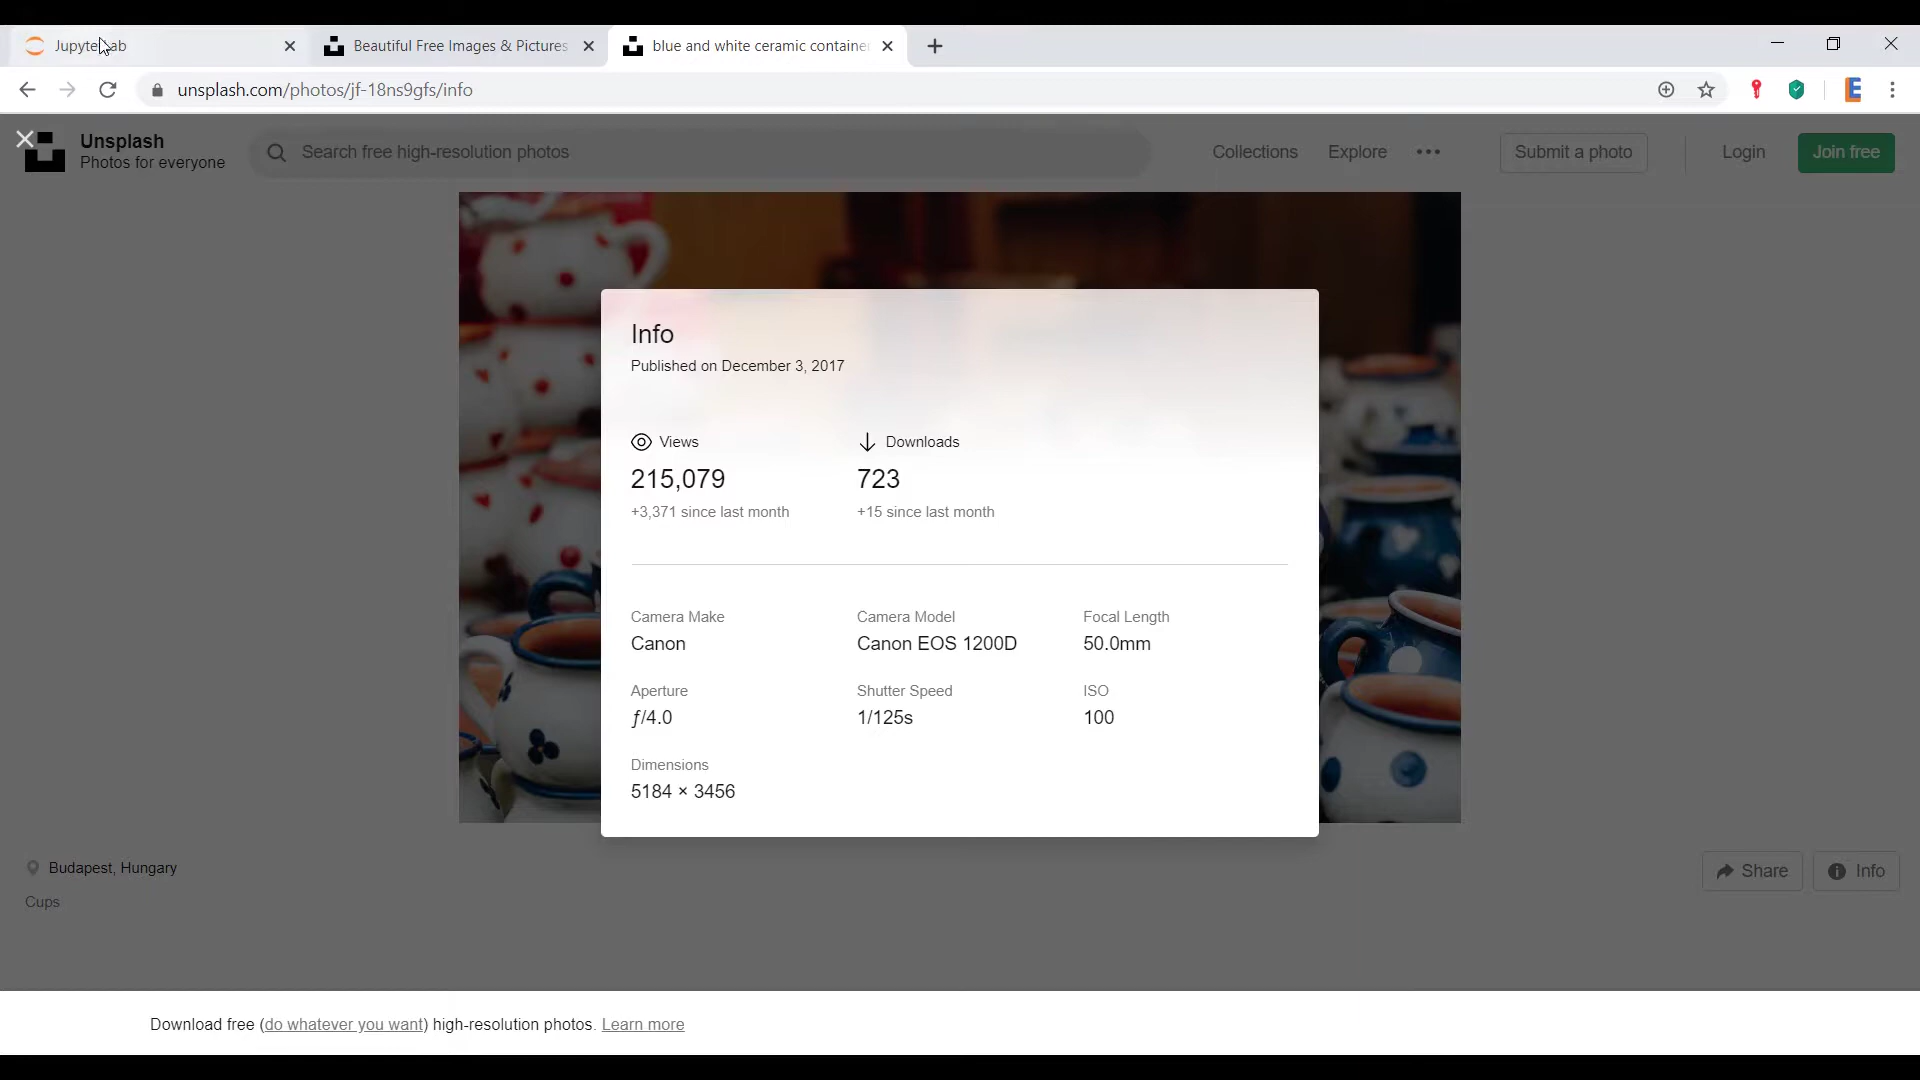 JupyterLab
Beautiful Free Images & Pictures
blue and white ceramic container
unsplash.com/photos/jf-18ns9gfs/info
Unsplash
Photos for everyone
Search free high-resolution photos
Collections
Explore
Submit a photo
Login
Join free
Info
Published on December 3, 2017
Views
Downloads
215,079
723
+3,371 since last month
+15 since last month
Camera Make
Camera Model
Focal Length
Canon
Canon EOS 1200D
50.0mm
Aperture
Shutter Speed
ISO
ƒ/4.0
1/125s
100
Dimensions
5184 × 3456
Budapest, Hungary
Share
Info
Cups
Download free (do whatever you want) high-resolution photos. Learn more